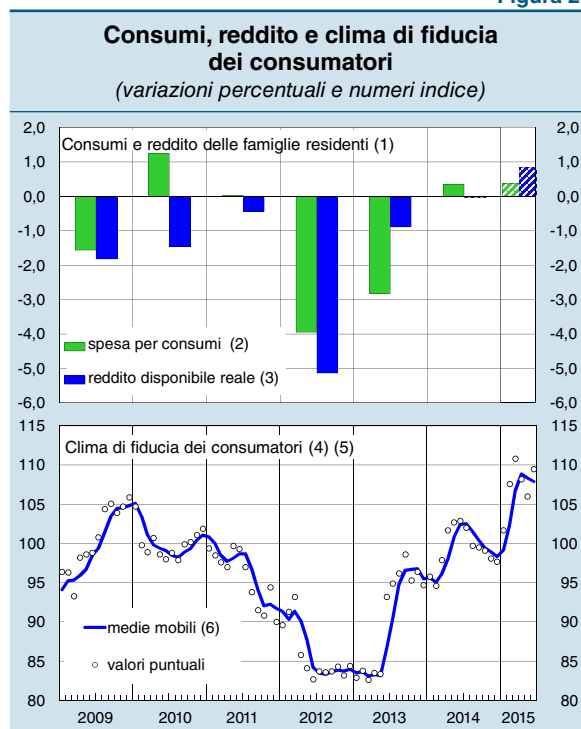 Figura 2
Consumi, reddito e clima di fiducia
dei consumatori
(variazioni percentuali e numeri indice)
2,0 2,0
Consumi e reddito delle famiglie residenti (1)
1,0 1,0
0,0 0,0
-1,0 -1,0
-2,0 -2,0
-3,0 -3,0
-4,0 -4,0
spesa per consumi (2)
-5,0 -5,0
reddito disponibile reale (3)
-6,0 -6,0
115 115
Clima di fiducia dei consumatori (4) (5)
110 110
105 105
100 100
95 95
90 90
medie mobili (6)
85 85
valori puntuali
80 80
2009 2010 2011 2012 2013 2014 2015